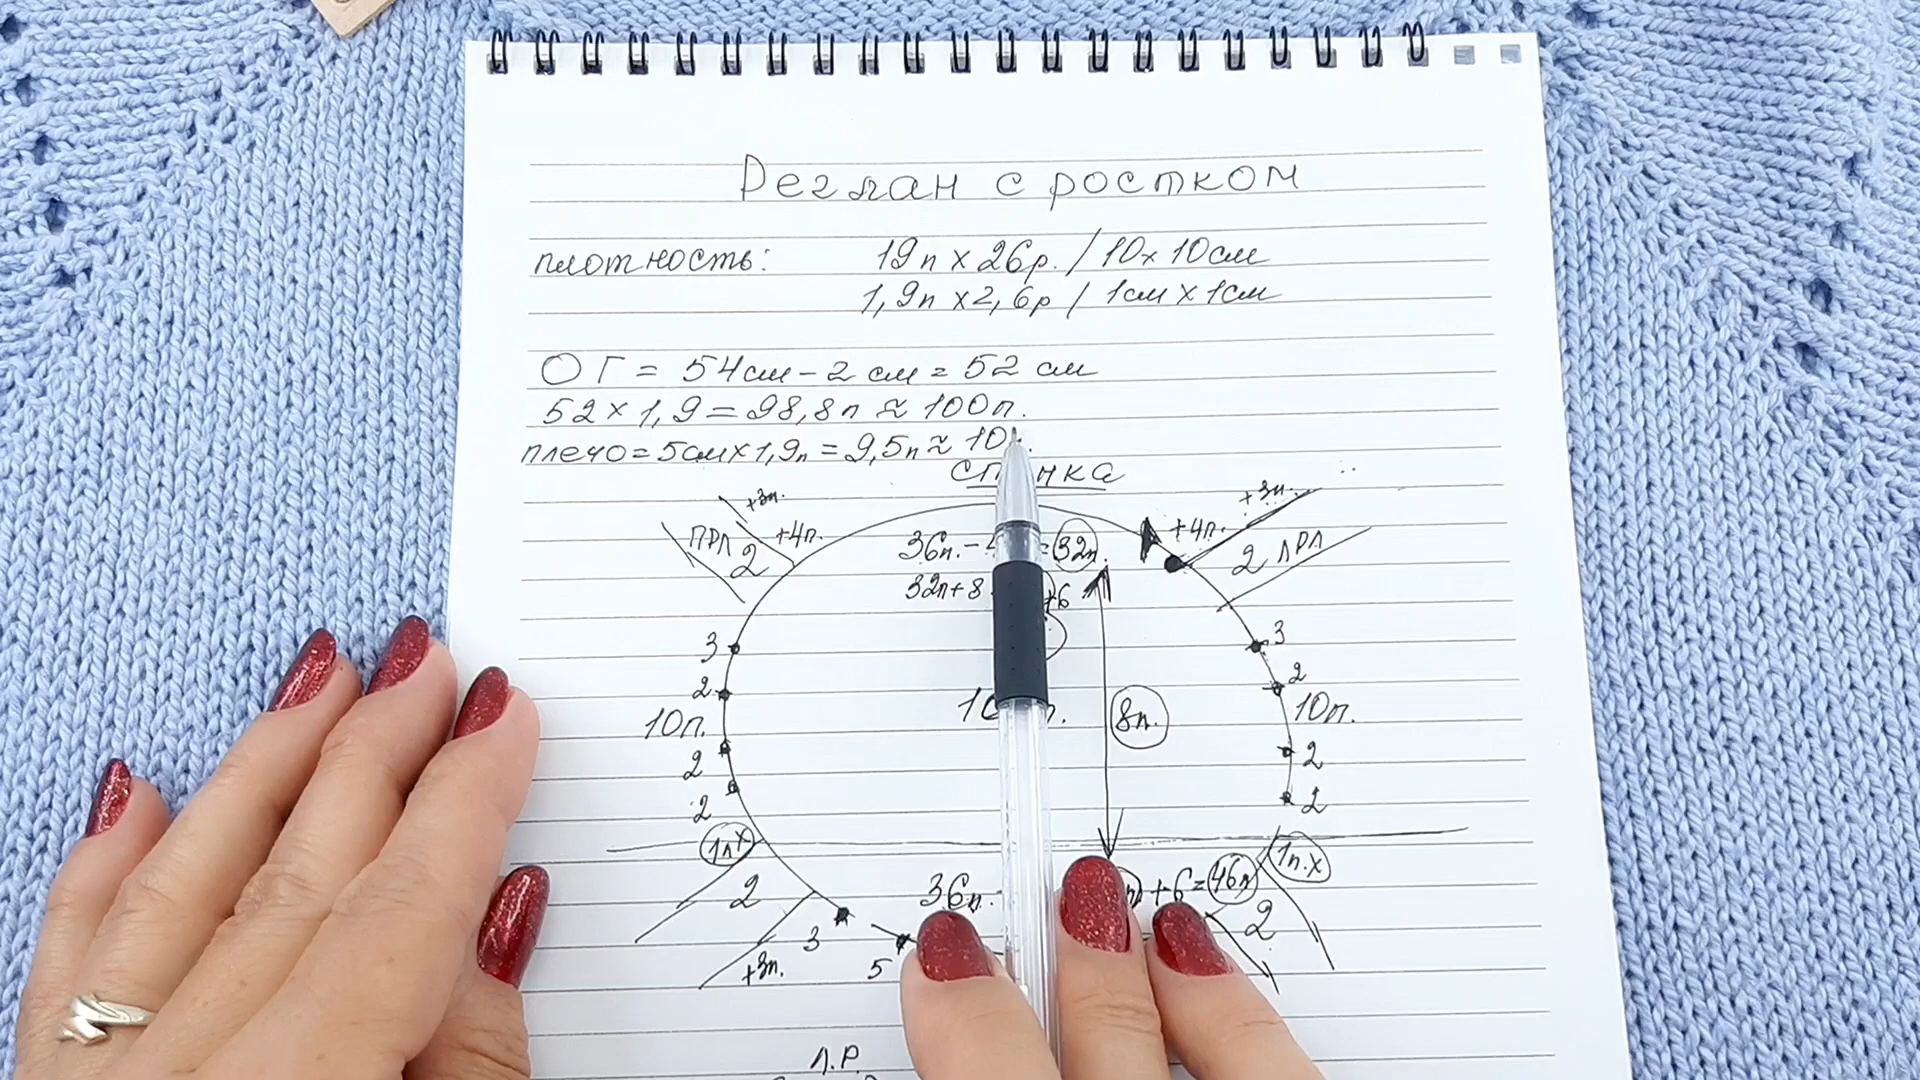 Реглан с ростком
плотность: 19п x 26р. / 10x10см
1,9п x 2,6р / 1см x 1см
ОГ = 54см - 2 см = 52 см
52 x 1,9 = 98,8п ≈ 100п.
плечо = 5см x 1,9п = 9,5п ≈ 10
+3п. +3п.
ПРЛ 2 +4п. 36п. - = 32п. +4п. 2 ЛРЛ
32п + 8 +6
3 3
2 2
10п. 8п. 10п.
2 2
2 2
1п x 1п. x
2 36п. + 6 = 46п 2
3
+3п. 5
Л.Р.